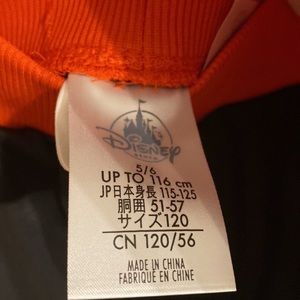 Disney
5/6
UP TO 116 cm
JP日本身長 115-125
胴囲 51-57
サイズ120
CN 120/56
MADE IN CHINA
FABRIQUÉ EN CHINE